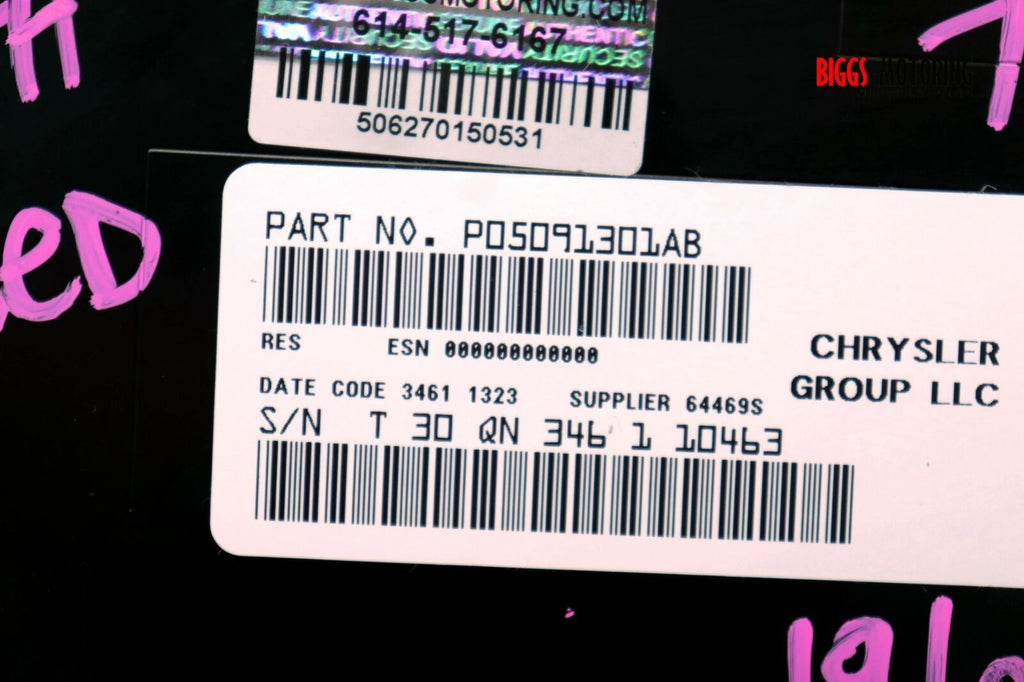 614-517-6167
506270150531
BIGGS MOTORING
PART NO. P05091301AB
RES ESN 000000000000
CHRYSLER
GROUP LLC
DATE CODE 3461 1323 SUPPLIER 64469S
S/N T 30 QN 346 1 10463